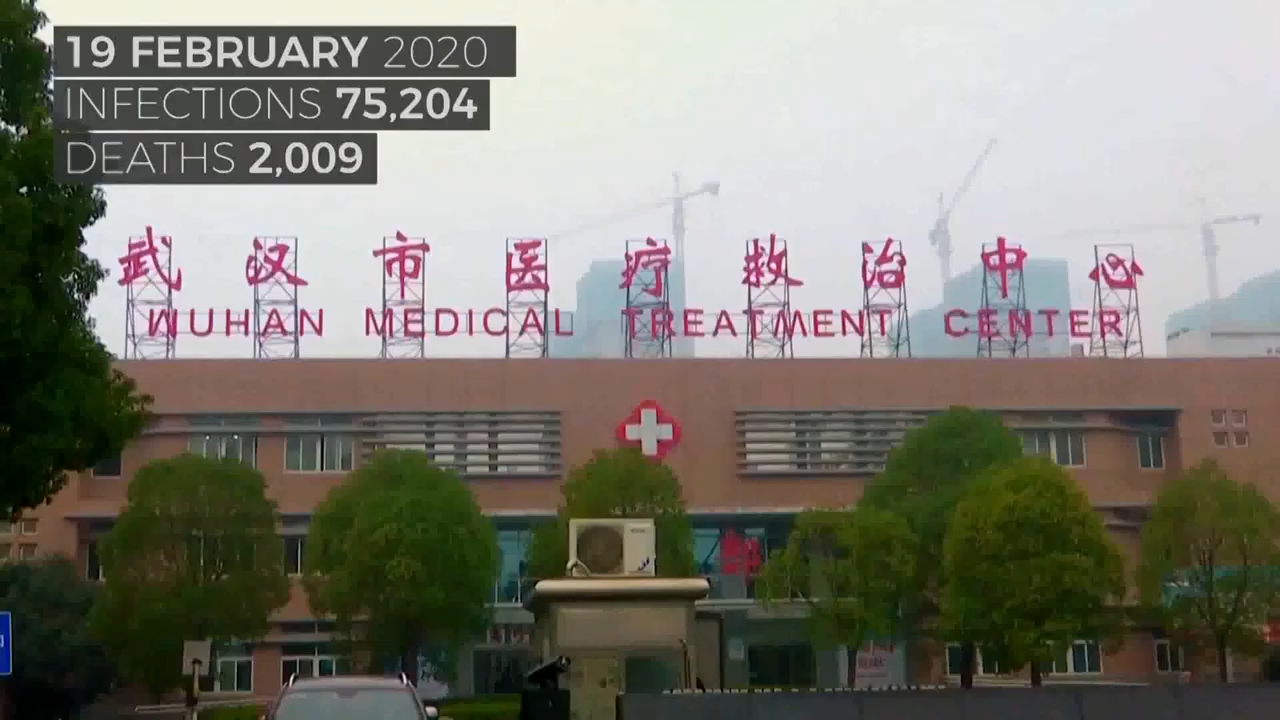 19 FEBRUARY 2020
INFECTIONS 75,204
DEATHS 2,009
武汉市医疗救治中心
WUHAN MEDICAL TREATMENT CENTER